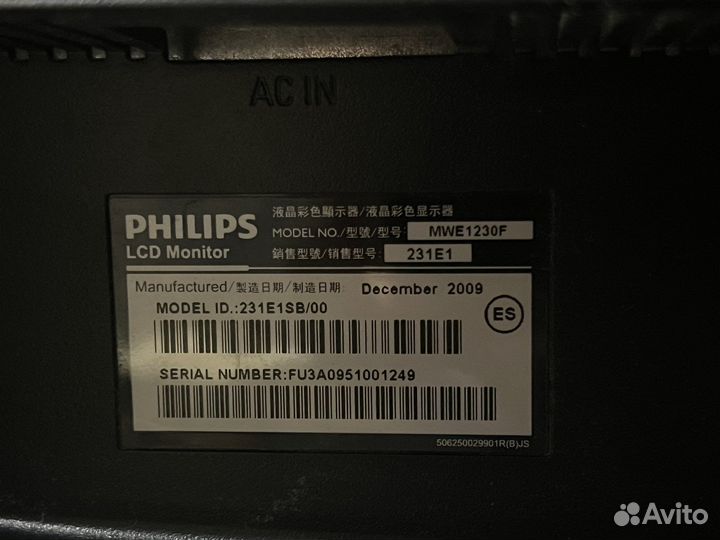 AC IN
PHILIPS
LCD Monitor
液晶彩色顯示器/液晶彩色显示器
MODEL NO./型號/型号: MWE1230F
銷售型號/销售型号: 231E1
Manufactured/製造日期/制造日期: December 2009
MODEL ID.:231E1SB/00
ES
SERIAL NUMBER:FU3A0951001249
506250029901R(B)JS
Avito